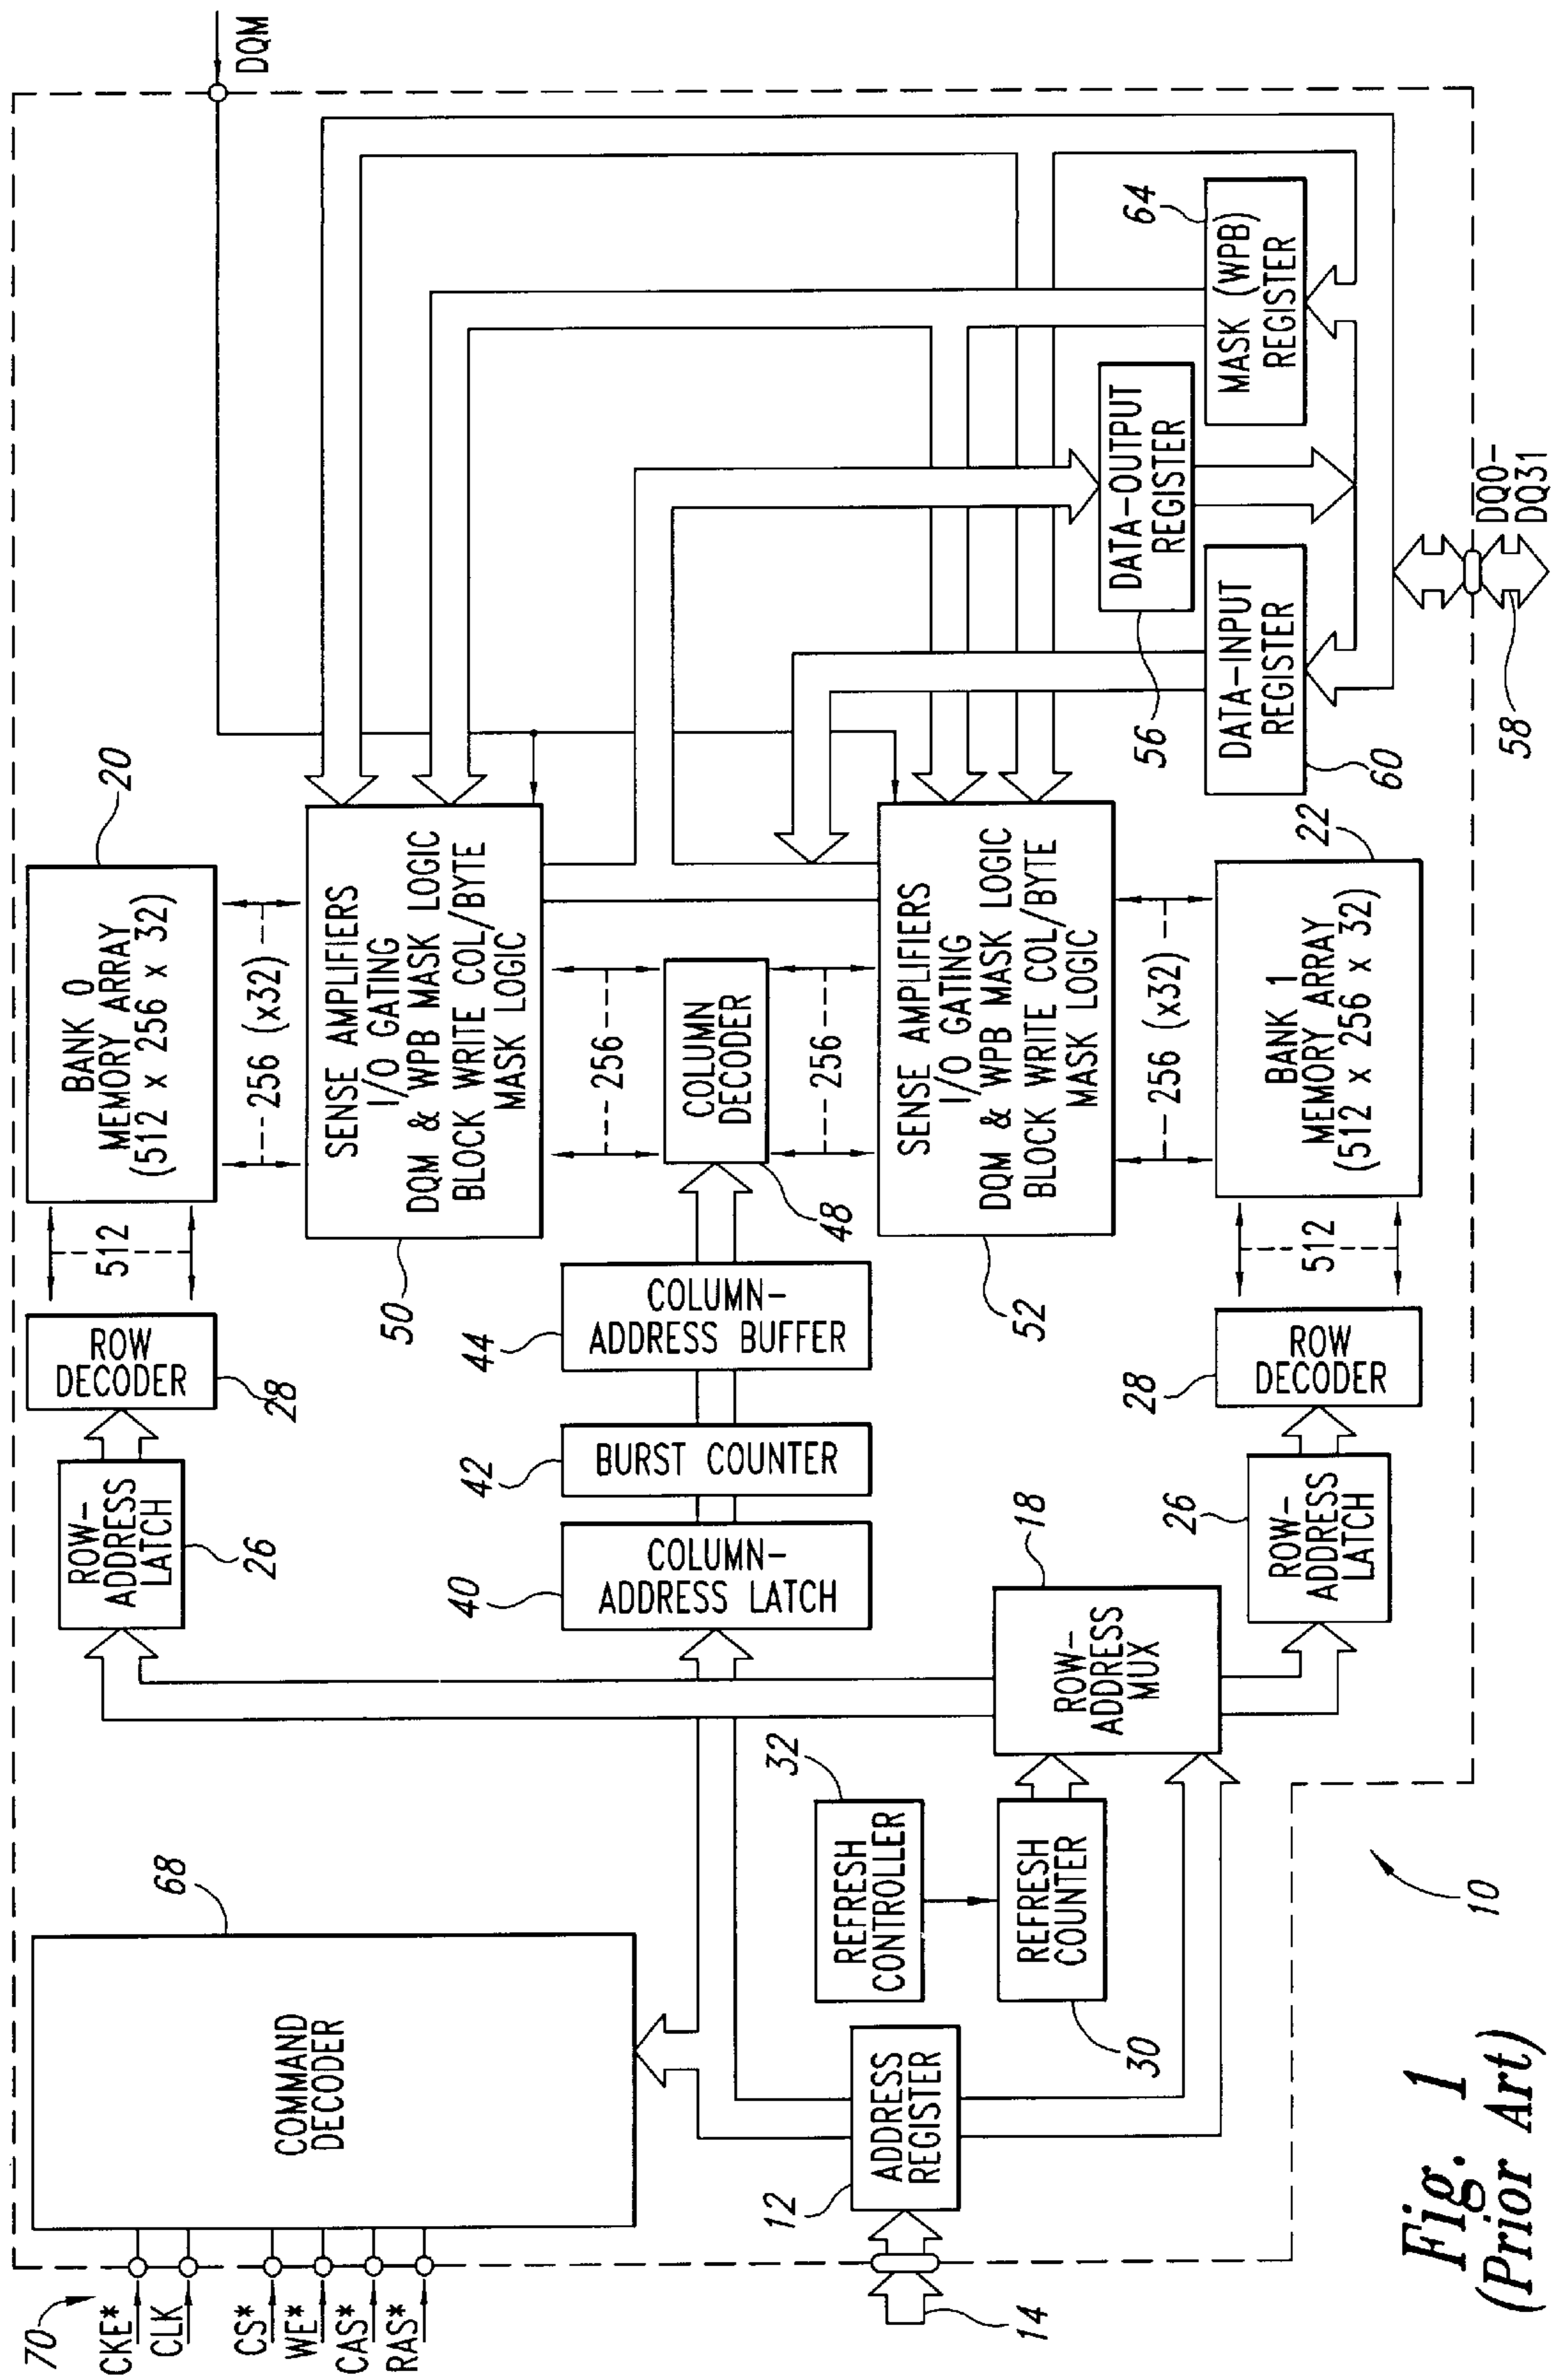 70
CKE*
CLK
CS*
WE*
CAS*
RAS*
COMMAND
DECODER
68
14
12
ADDRESS
REGISTER
REFRESH
CONTROLLER
32
REFRESH
COUNTER
30
ROW-
ADDRESS
MUX
18
ROW-
ADDRESS
LATCH
26
ROW
DECODER
28
512
BANK 0
MEMORY ARRAY
(512 x 256 x 32)
20
256 (x32)
SENSE AMPLIFIERS
I/O GATING
DQM & WPB MASK LOGIC
BLOCK WRITE COL/BYTE
MASK LOGIC
50
256
COLUMN-
ADDRESS LATCH
40
BURST COUNTER
42
COLUMN-
ADDRESS BUFFER
44
COLUMN
DECODER
48
256
SENSE AMPLIFIERS
I/O GATING
DQM & WPB MASK LOGIC
BLOCK WRITE COL/BYTE
MASK LOGIC
52
256 (x32)
ROW-
ADDRESS
LATCH
26
ROW
DECODER
28
512
BANK 1
MEMORY ARRAY
(512 x 256 x 32)
22
DQM
DATA-OUTPUT
REGISTER
56
DATA-INPUT
REGISTER
60
MASK (WPB)
REGISTER
64
DQ0-
DQ31
58
10
Fig. 1
(Prior Art)